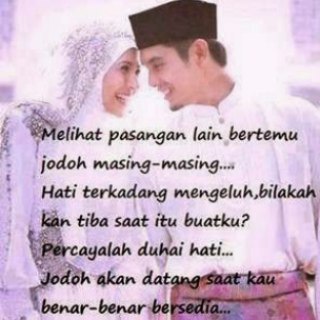 Melihat pasangan lain bertemu
jodoh masing-masing....
Hati terkadang mengeluh,bilakah
kan tiba saat itu buatku?
Percayalah duhai hati...
Jodoh akan datang saat kau
benar-benar bersedia...